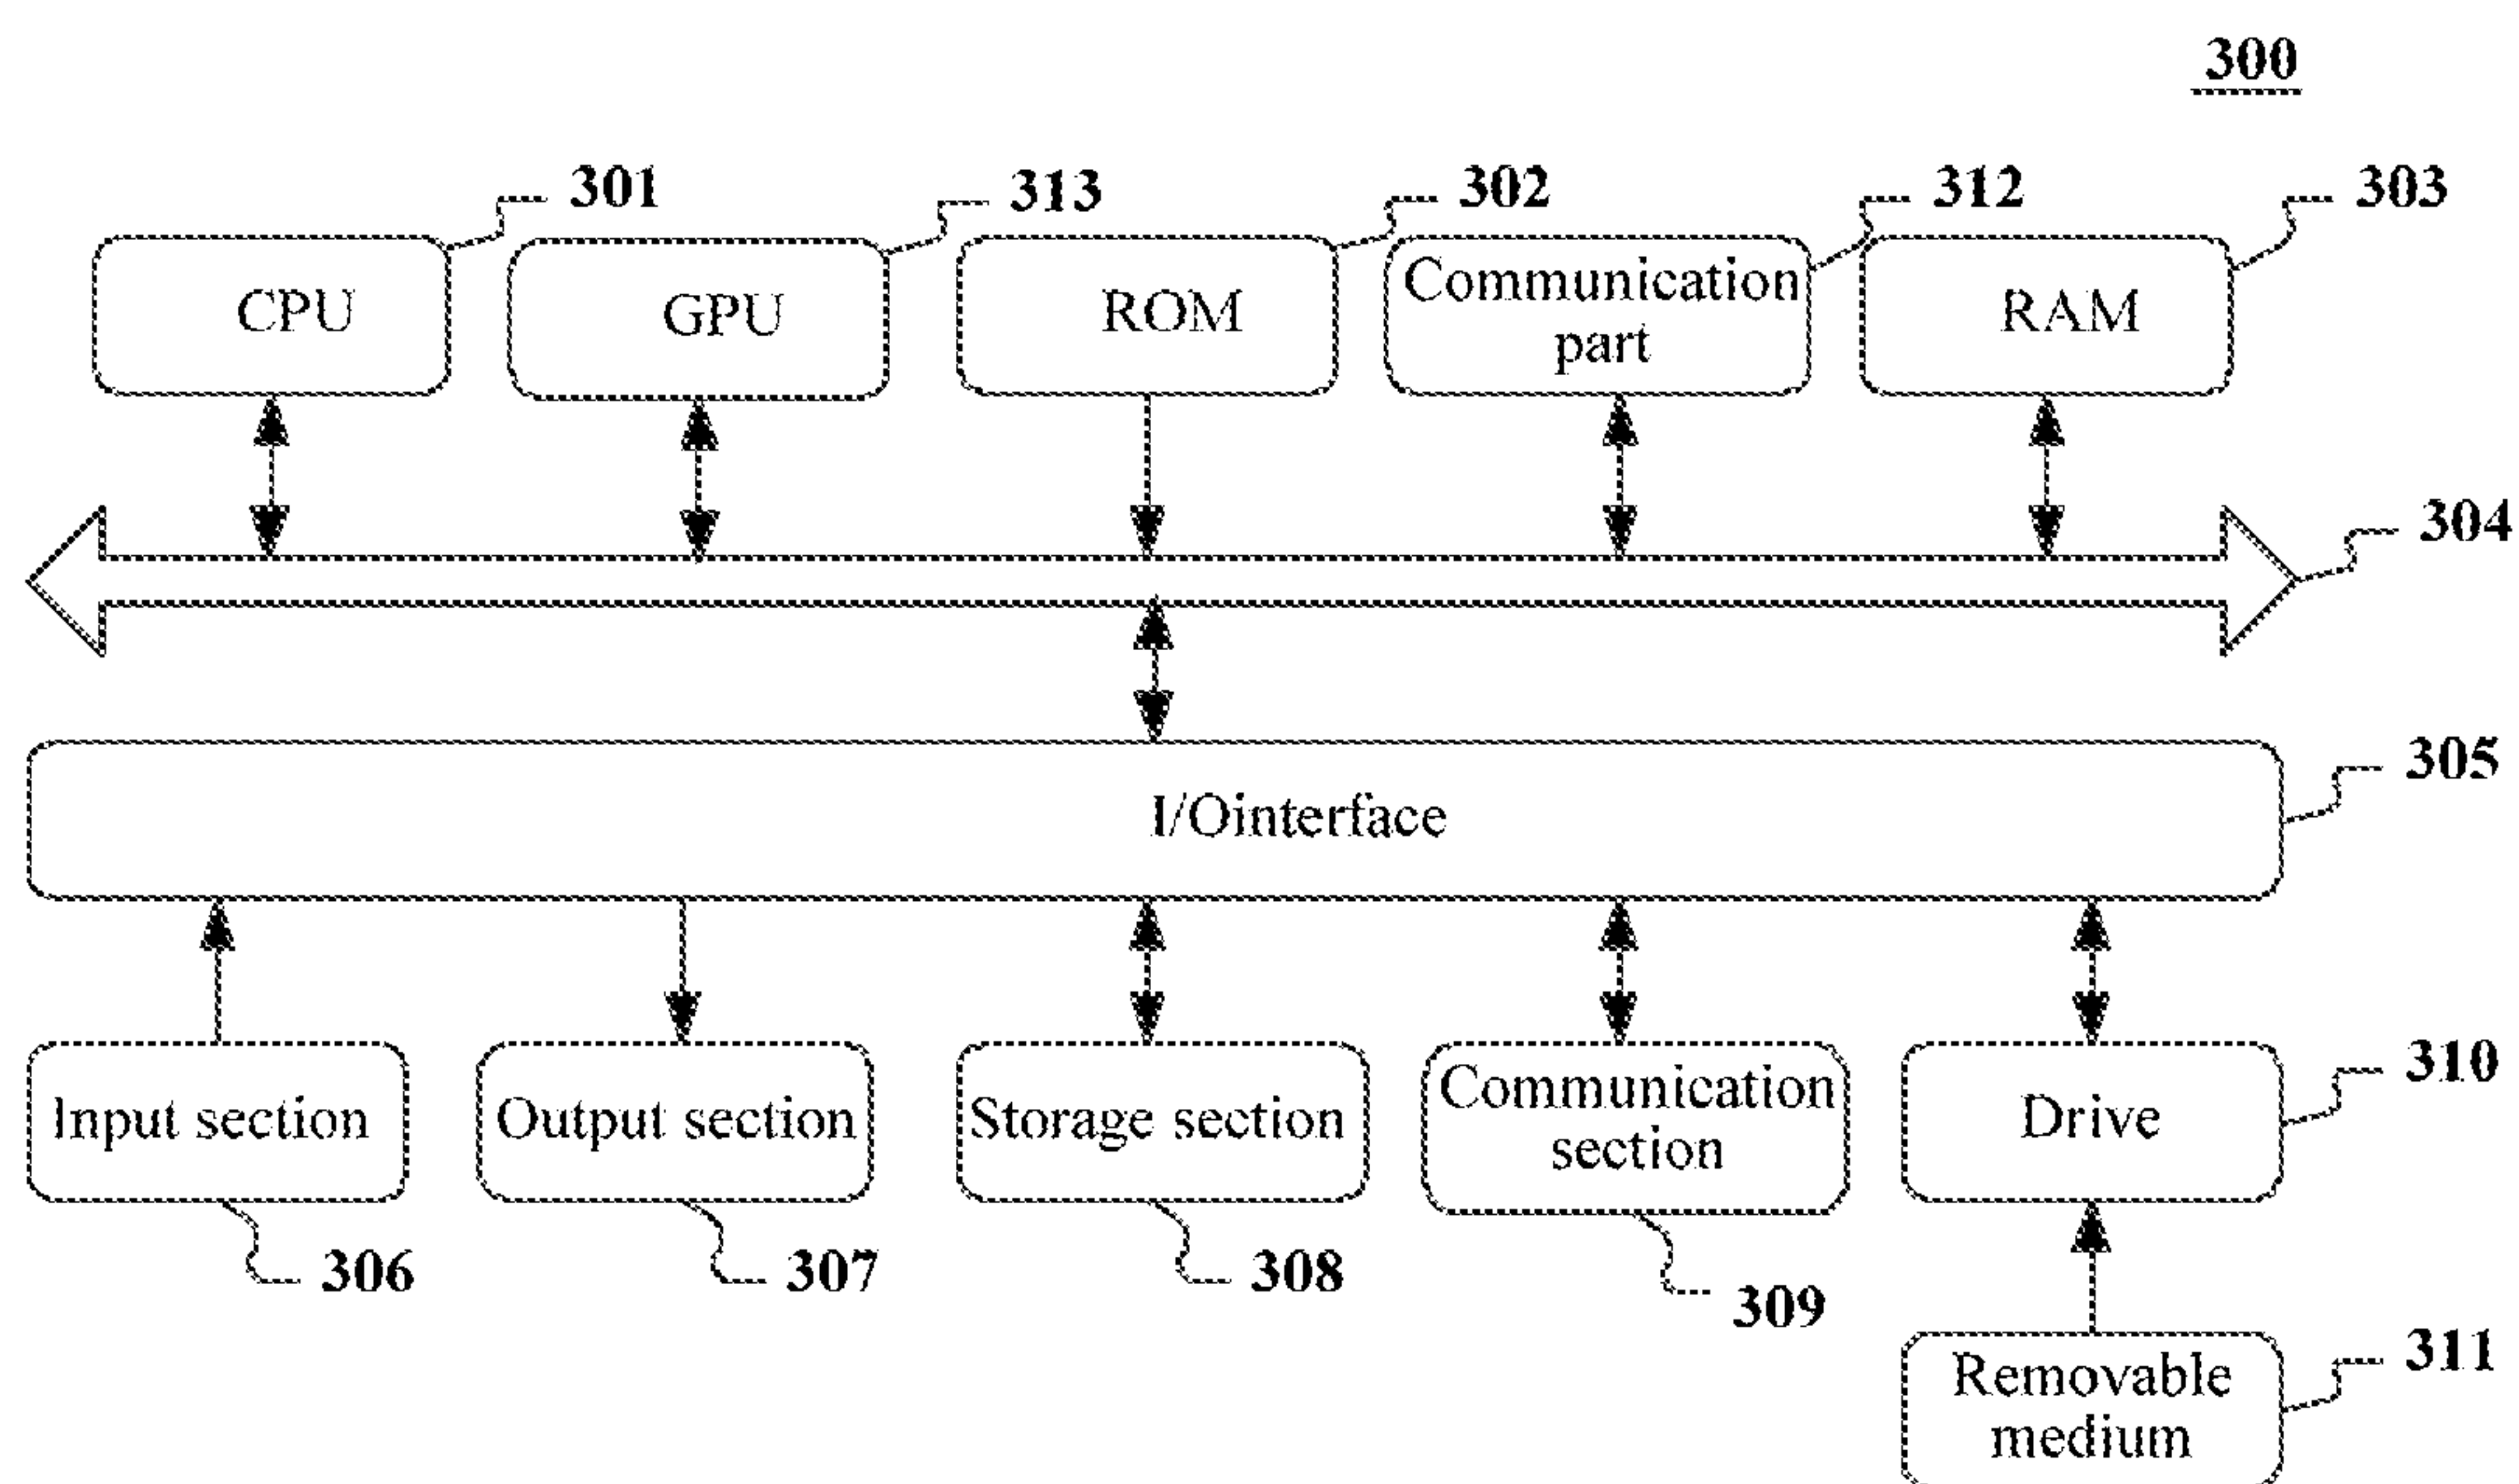 300
301
313
302
312
303
CPU
GPU
ROM
Communication
part
RAM
304
305
I/Ointerface
310
Input section
Output section
Storage section
Communication
section
Drive
306
307
308
309
311
Removable
medium